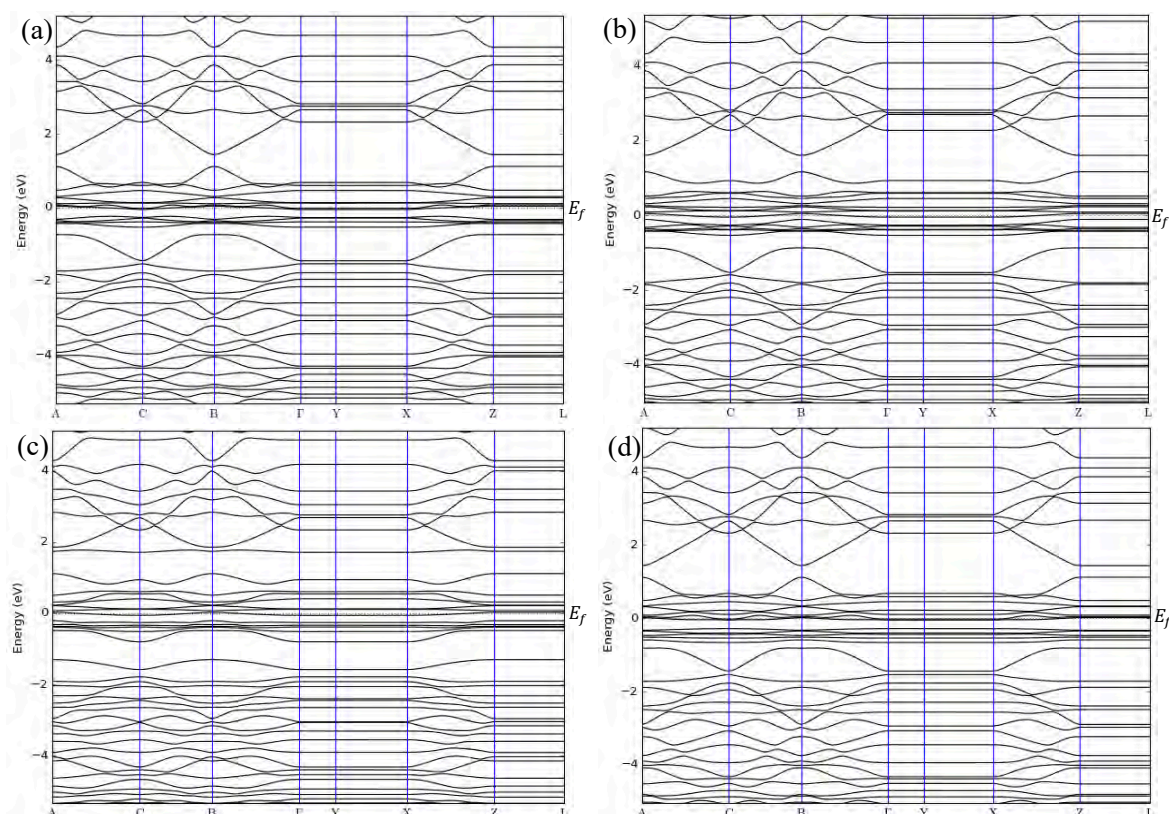 (a)
4
2
0
−2
−4
Energy (eV)
E_f
A C B Γ Y X Z L
(b)
4
2
0
−2
−4
Energy (eV)
E_f
A C B Γ Y X Z L
(c)
4
2
0
−2
−4
Energy (eV)
E_f
A C B Γ Y X Z L
(d)
4
2
0
−2
−4
Energy (eV)
E_f
A C B Γ Y X Z L